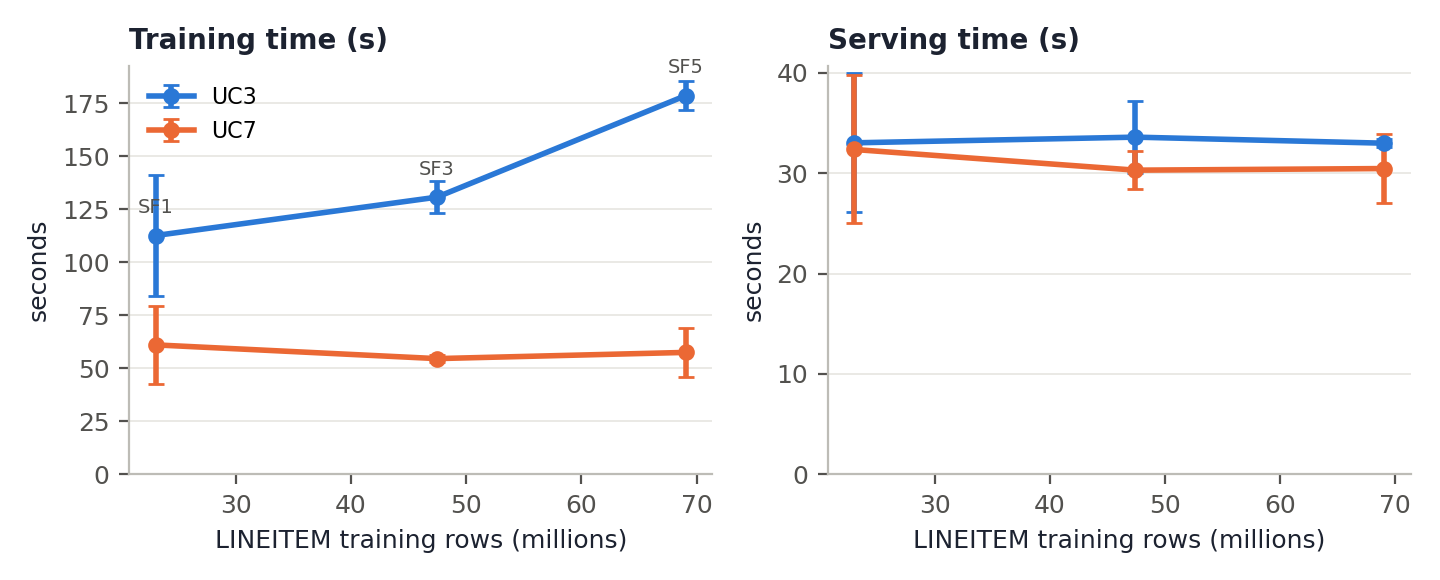 Training time (s)
SF5
UC3
UC7
SF3
SF1
175
150
125
100
75
50
25
0
seconds
30 40 50 60 70
LINEITEM training rows (millions)
Serving time (s)
40
30
20
10
0
seconds
30 40 50 60 70
LINEITEM training rows (millions)